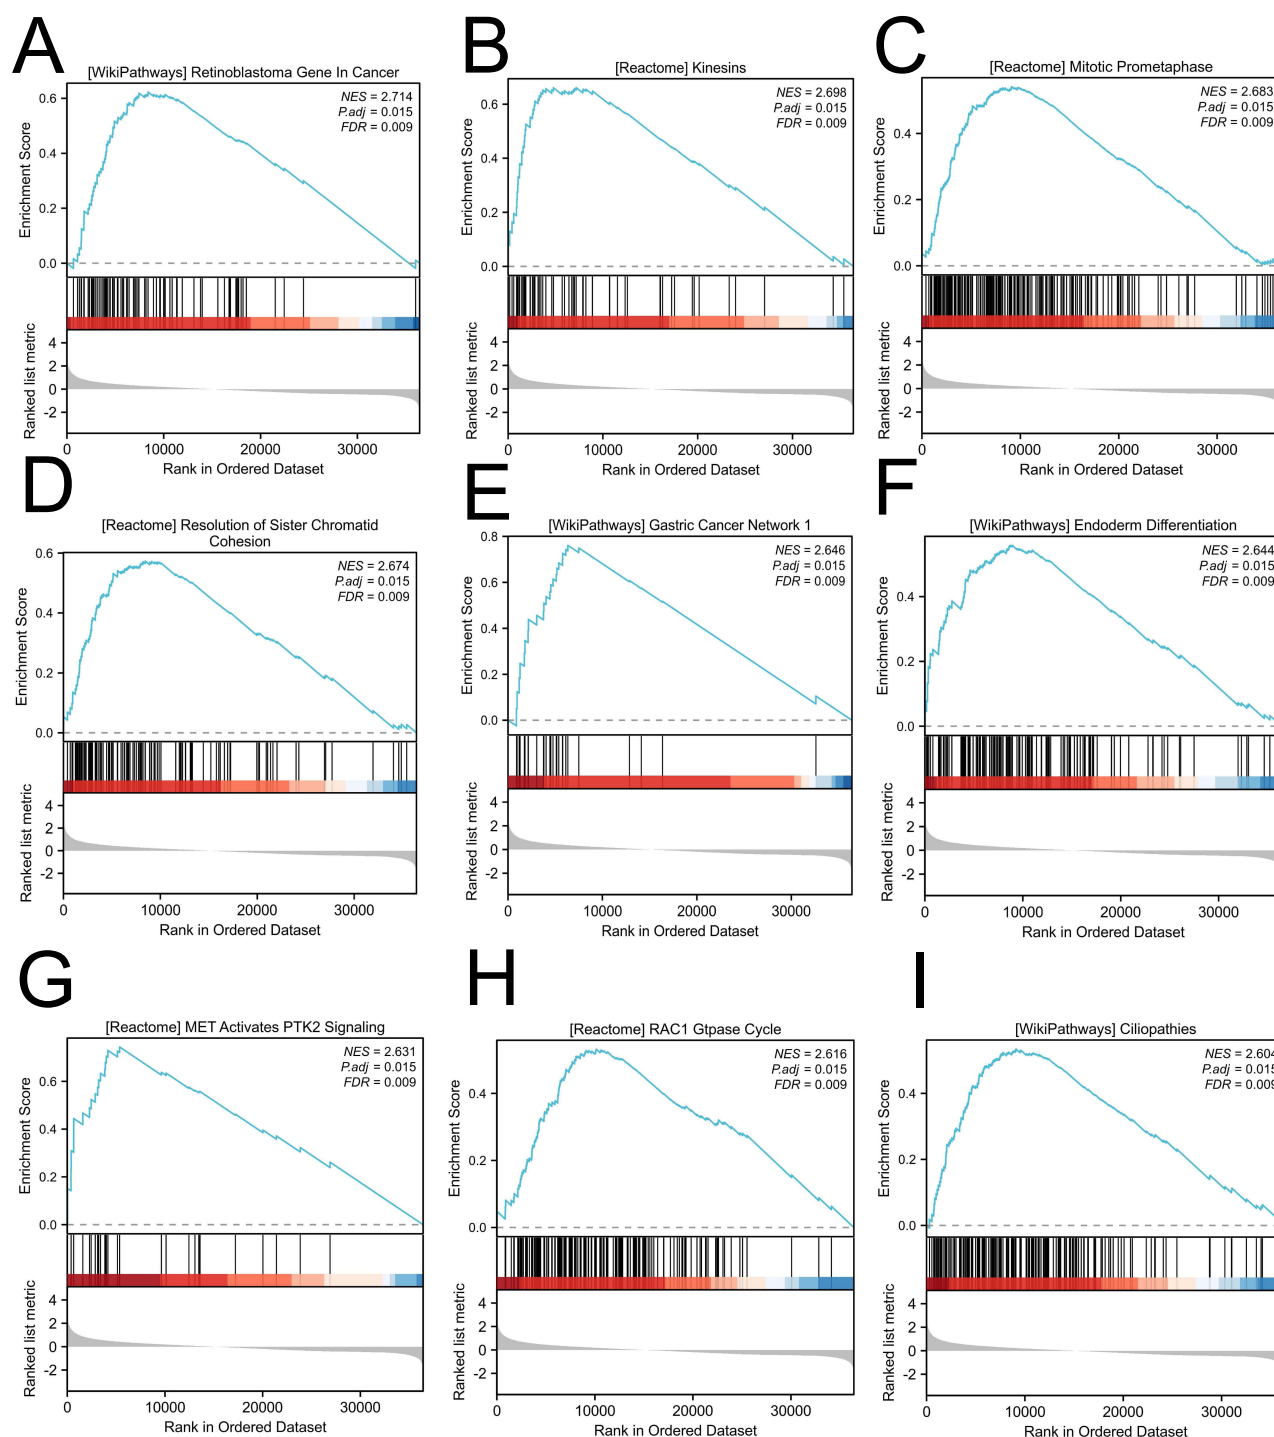 A
[WikiPathways] Retinoblastoma Gene In Cancer
NES = 2.714
P.adj = 0.015
FDR = 0.009
Enrichment Score
0.6
0.4
0.2
0.0
Ranked list metric
4
2
0
-2
0 10000 20000 30000
Rank in Ordered Dataset
B
[Reactome] Kinesins
NES = 2.698
P.adj = 0.015
FDR = 0.009
Enrichment Score
0.6
0.4
0.2
0.0
Ranked list metric
4
2
0
-2
0 10000 20000 30000
Rank in Ordered Dataset
C
[Reactome] Mitotic Prometaphase
NES = 2.683
P.adj = 0.015
FDR = 0.009
Enrichment Score
0.4
0.2
0.0
Ranked list metric
4
2
0
-2
0 10000 20000 30000
Rank in Ordered Dataset
D
[Reactome] Resolution of Sister Chromatid
Cohesion
NES = 2.674
P.adj = 0.015
FDR = 0.009
Enrichment Score
0.6
0.4
0.2
0.0
Ranked list metric
4
2
0
-2
0 10000 20000 30000
Rank in Ordered Dataset
E
[WikiPathways] Gastric Cancer Network 1
NES = 2.646
P.adj = 0.015
FDR = 0.009
Enrichment Score
0.8
0.6
0.4
0.2
0.0
Ranked list metric
4
2
0
-2
0 10000 20000 30000
Rank in Ordered Dataset
F
[WikiPathways] Endoderm Differentiation
NES = 2.644
P.adj = 0.015
FDR = 0.009
Enrichment Score
0.4
0.2
0.0
Ranked list metric
4
2
0
-2
0 10000 20000 30000
Rank in Ordered Dataset
G
[Reactome] MET Activates PTK2 Signaling
NES = 2.631
P.adj = 0.015
FDR = 0.009
Enrichment Score
0.6
0.4
0.2
0.0
Ranked list metric
4
2
0
-2
0 10000 20000 30000
Rank in Ordered Dataset
H
[Reactome] RAC1 Gtpase Cycle
NES = 2.616
P.adj = 0.015
FDR = 0.009
Enrichment Score
0.4
0.2
0.0
Ranked list metric
4
2
0
-2
0 10000 20000 30000
Rank in Ordered Dataset
I
[WikiPathways] Ciliopathies
NES = 2.604
P.adj = 0.015
FDR = 0.009
Enrichment Score
0.4
0.2
0.0
Ranked list metric
4
2
0
-2
0 10000 20000 30000
Rank in Ordered Dataset